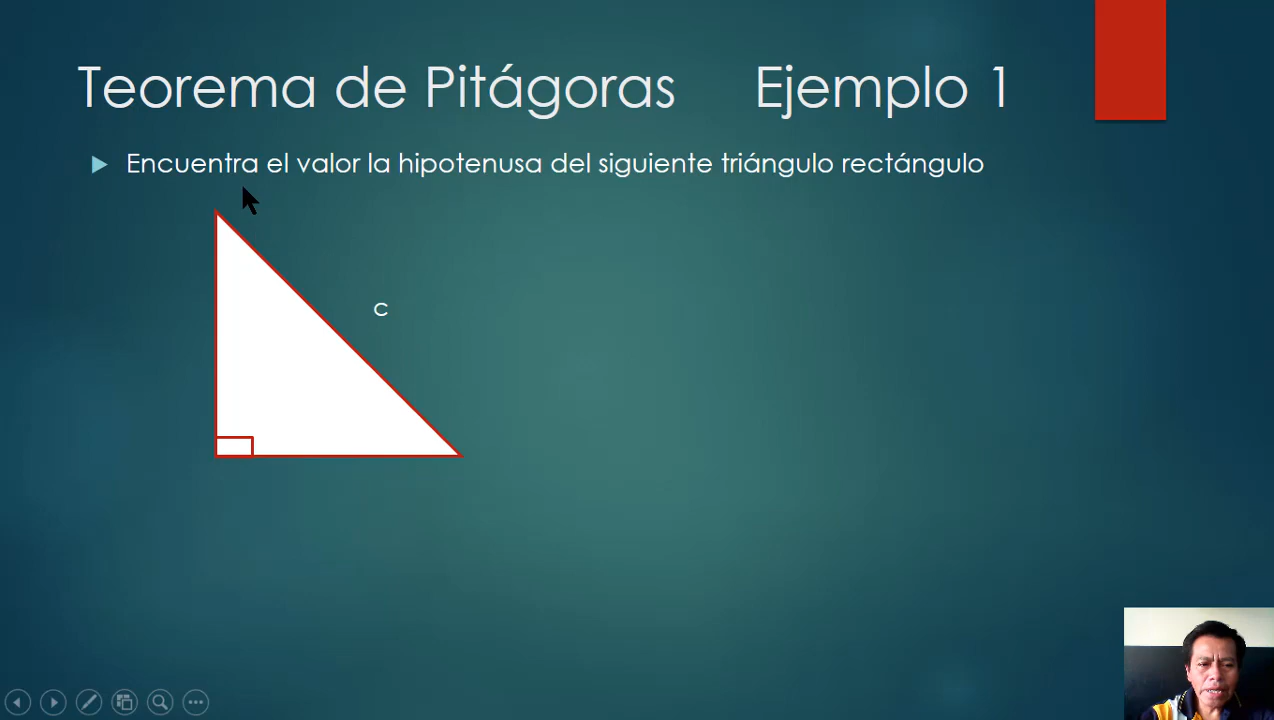 Teorema de Pitágoras Ejemplo 1
Encuentra el valor la hipotenusa del siguiente triángulo rectángulo
c